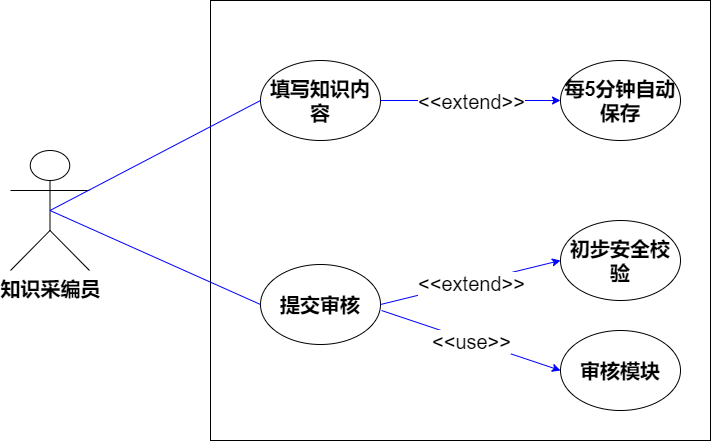 填写知识内
容
<<extend>>
每5分钟自动
保存
知识采编员
提交审核
<<extend>>
初步安全校
验
<<use>>
审核模块